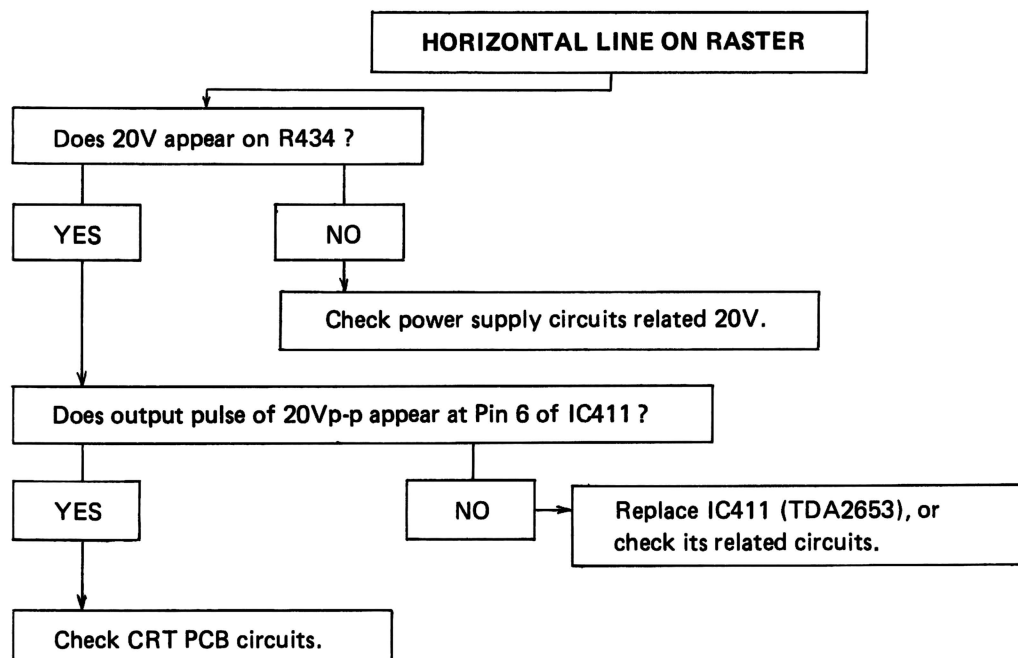 HORIZONTAL LINE ON RASTER
Does 20V appear on R434 ?
YES
NO
Check power supply circuits related 20V.
Does output pulse of 20Vp-p appear at Pin 6 of IC411 ?
YES
NO
Replace IC411 (TDA2653), or
check its related circuits.
Check CRT PCB circuits.